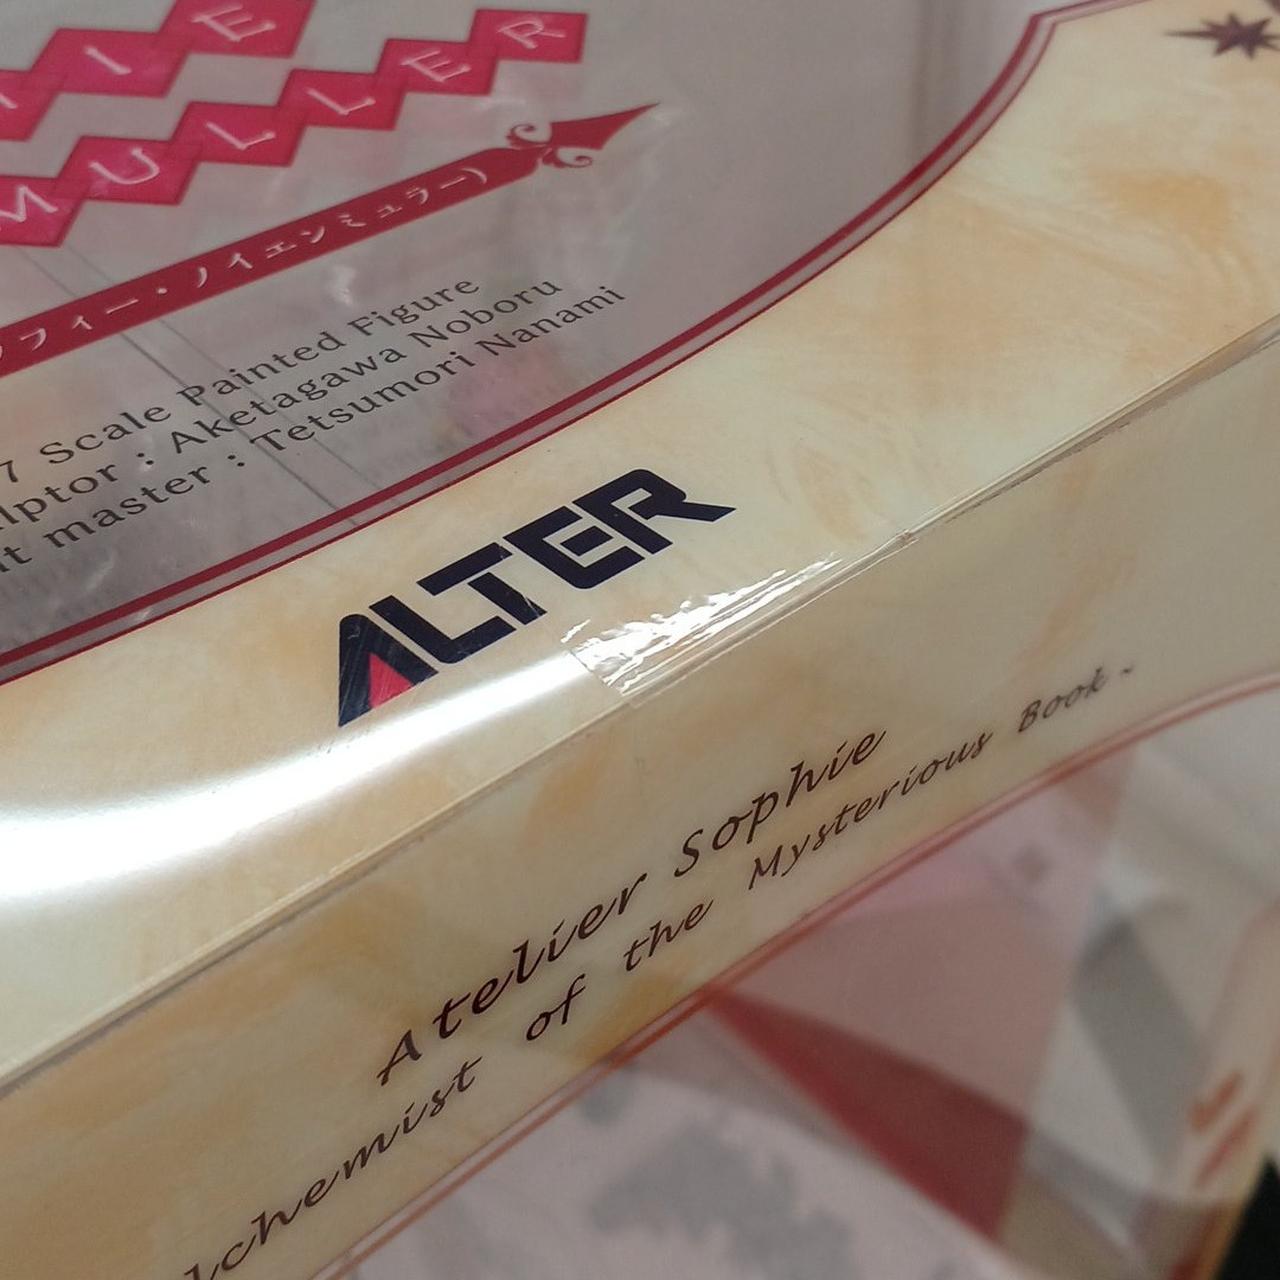 IE
MULLER
フィー・ノイエンミュラー)
7 Scale Painted Figure
lptor : Aketagawa Noboru
t master : Tetsumori Nanami
ALTER
Atelier Sophie
lchemist of the Mysterious Book.